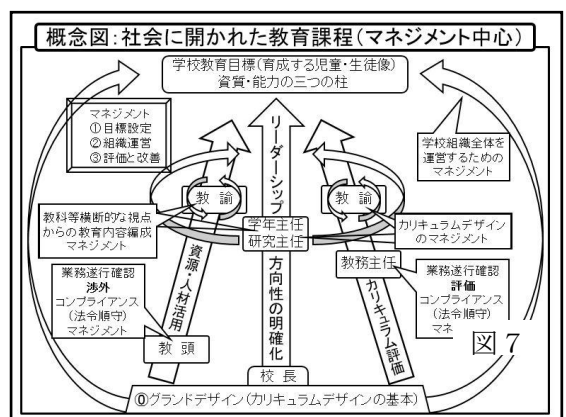 概念図:社会に開かれた教育課程(マネジメント中心)
学校教育目標(育成する児童・生徒像)
資質・能力の三つの柱
マネジメント
①目標設定
②組織運営
③評価と改善
学校組織全体を
運営するための
マネジメント
リーダーシップ
教諭
教諭
教科等横断的な視点
からの教育内容編成
マネジメント
学年主任
研究主任
カリキュラムデザイン
のマネジメント
教務主任
業務遂行確認
渉外
コンプライアンス
(法令順守)
マネジメント
資源・人材活用
方向性の明確化
カリキュラム評価
業務遂行確認
評価
コンプライアンス
(法令順守)
マネ
図7
教頭
校長
⓪グランドデザイン(カリキュラムデザインの基本)